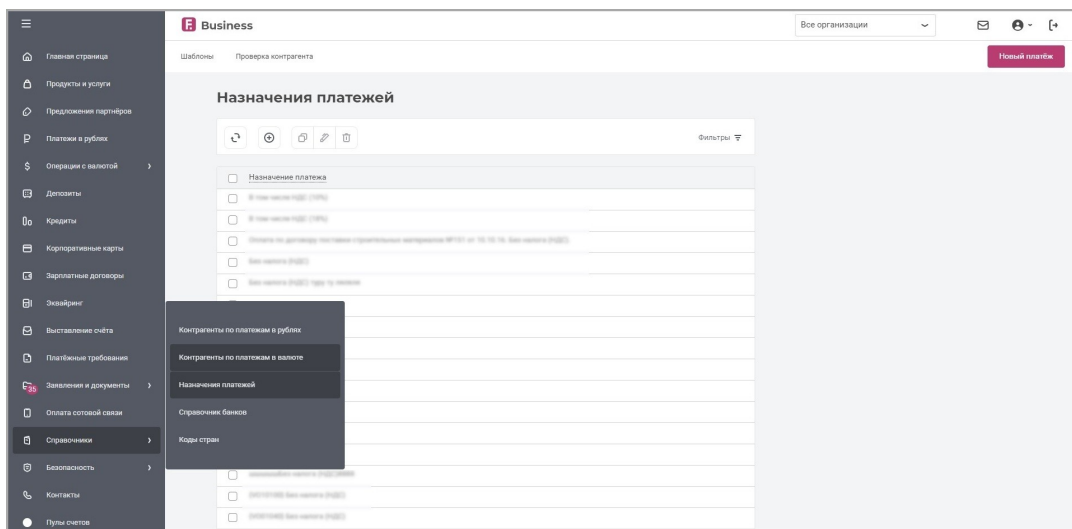 Business
Все организации
Шаблоны
Проверка контрагента
Новый платёж
Главная страница
Продукты и услуги
Предложения партнёров
Платежи в рублях
Операции с валютой
Депозиты
Кредиты
Корпоративные карты
Зарплатные договоры
Эквайринг
Выставление счёта
Платёжные требования
35
Заявления и документы
Оплата сотовой связи
Справочники
Безопасность
Контакты
Пулы счетов
Контрагенты по платежам в рублях
Контрагенты по платежам в валюте
Назначения платежей
Справочник банков
Коды стран
Назначения платежей
Фильтры
Назначение платежа